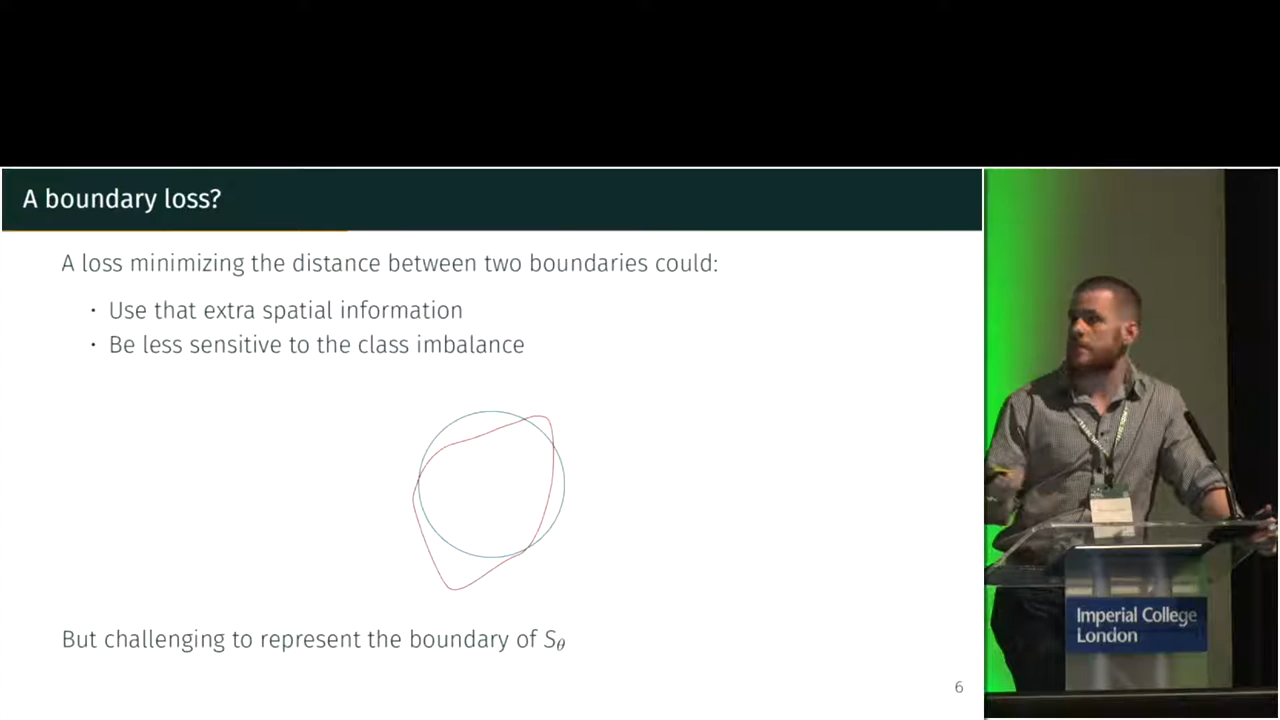 A boundary loss?
A loss minimizing the distance between two boundaries could:
· Use that extra spatial information
· Be less sensitive to the class imbalance
But challenging to represent the boundary of Sθ
6
Imperial College
London